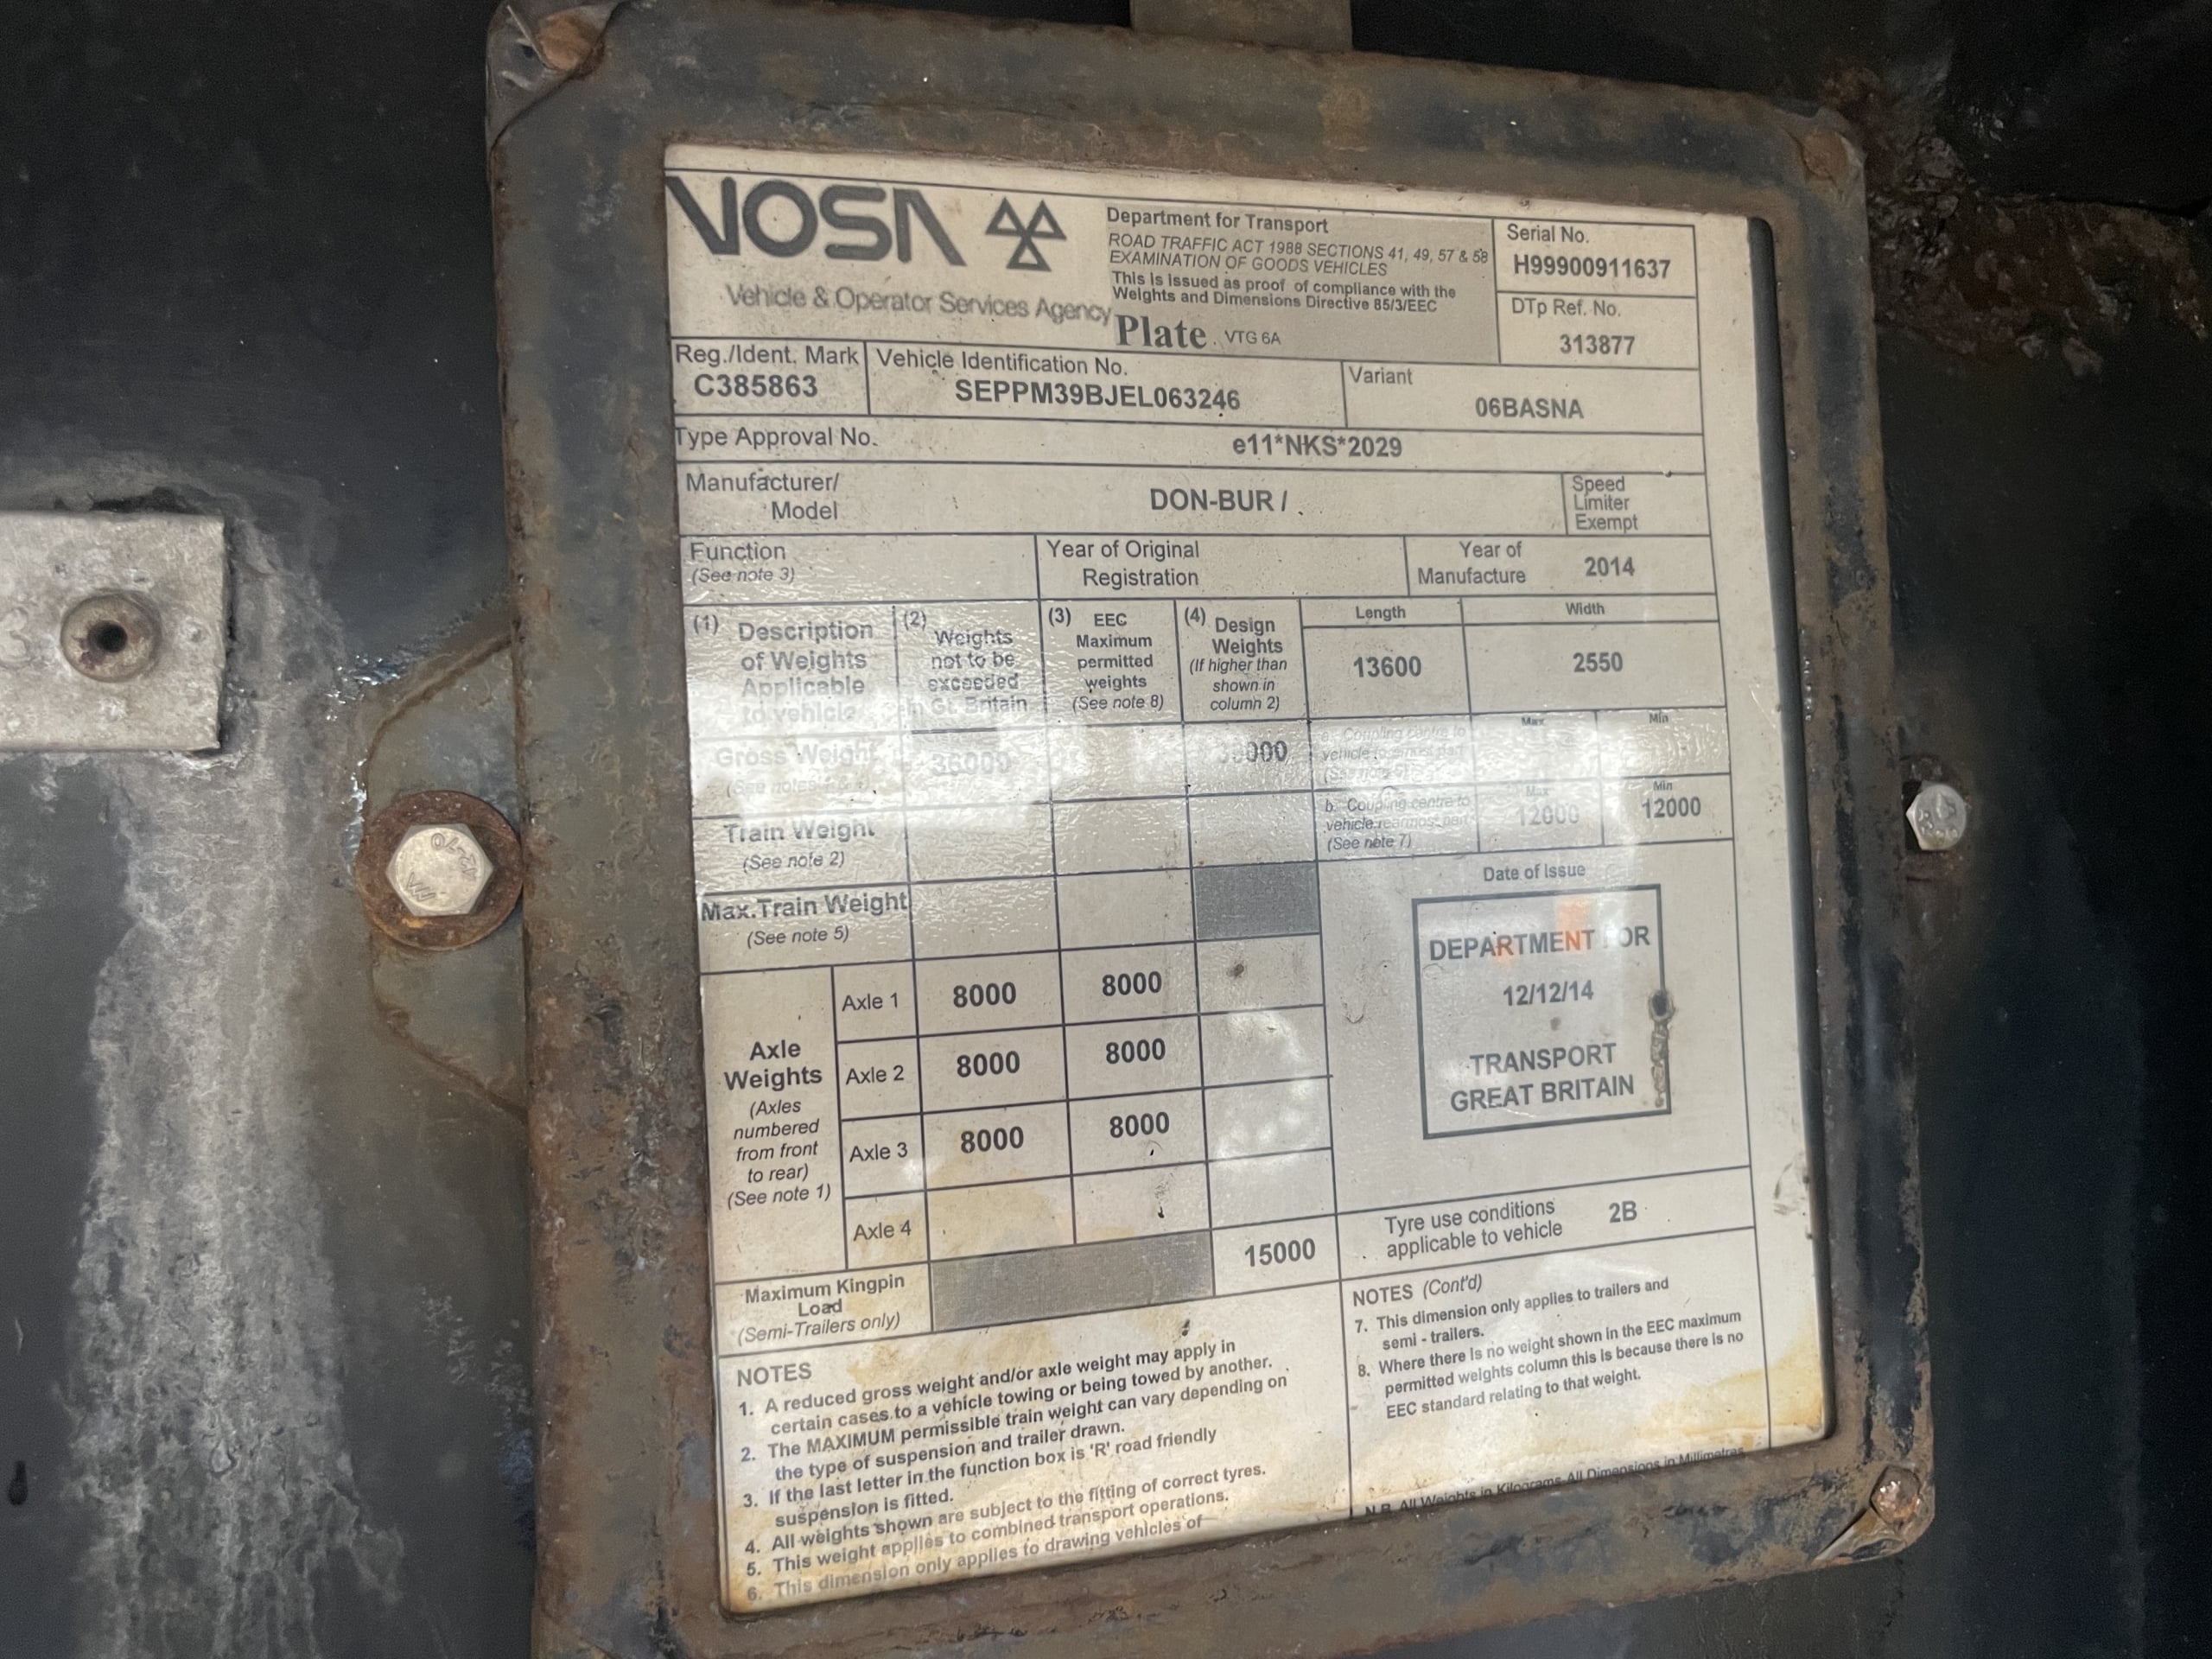 VOSA
Vehicle & Operator Services Agency
Department for Transport
ROAD TRAFFIC ACT 1988 SECTIONS 41, 49, 57 & 58
EXAMINATION OF GOODS VEHICLES
This is issued as proof of compliance with the
Weights and Dimensions Directive 85/3/EEC
Plate VTG 6A
Serial No.
H99900911637
DTp Ref. No.
313877
Reg./Ident. Mark
C385863
Vehicle Identification No.
SEPPM39BJEL063246
Variant
06BASNA
Type Approval No.
e11*NKS*2029
Manufacturer/
Model
DON-BUR /
Speed
Limiter
Exempt
Function
(See note 3)
Year of Original
Registration
Year of
Manufacture
2014
(1) Description
of Weights
Applicable
to vehicle
(2) Weights
not to be
exceeded
in Gt. Britain
(3) EEC
Maximum
permitted
weights
(See note 8)
(4) Design
Weights
(If higher than
shown in
column 2)
Length
13600
Width
2550
Gross Weight
36000
Coupling centre to
Max
Min
Train Weight
(See note 2)
b. Coupling centre to
vehicle rearmost part
(See note 7)
Max
12000
Min
12000
Max.Train Weight
(See note 5)
Date of Issue
DEPARTMENT FOR
12/12/14
TRANSPORT
GREAT BRITAIN
Axle
Weights
(Axles
numbered
from front
to rear)
(See note 1)
Axle 1 8000 8000
Axle 2 8000 8000
Axle 3 8000 8000
Axle 4
Maximum Kingpin
Load
(Semi-Trailers only)
15000
Tyre use conditions
applicable to vehicle
2B
NOTES
1. A reduced gross weight and/or axle weight may apply in
certain cases to a vehicle towing or being towed by another.
2. The MAXIMUM permissible train weight can vary depending on
the type of suspension and trailer drawn.
3. If the last letter in the function box is 'R' road friendly
suspension is fitted.
4. All weights shown are subject to the fitting of correct tyres.
5. This weight applies to combined transport operations.
6. This dimension only applies to drawing vehicles of
NOTES (Cont'd)
7. This dimension only applies to trailers and
semi - trailers.
8. Where there is no weight shown in the EEC maximum
permitted weights column this is because there is no
EEC standard relating to that weight.
N.B. All Weights in Kilograms All Dimensions in Millimetres